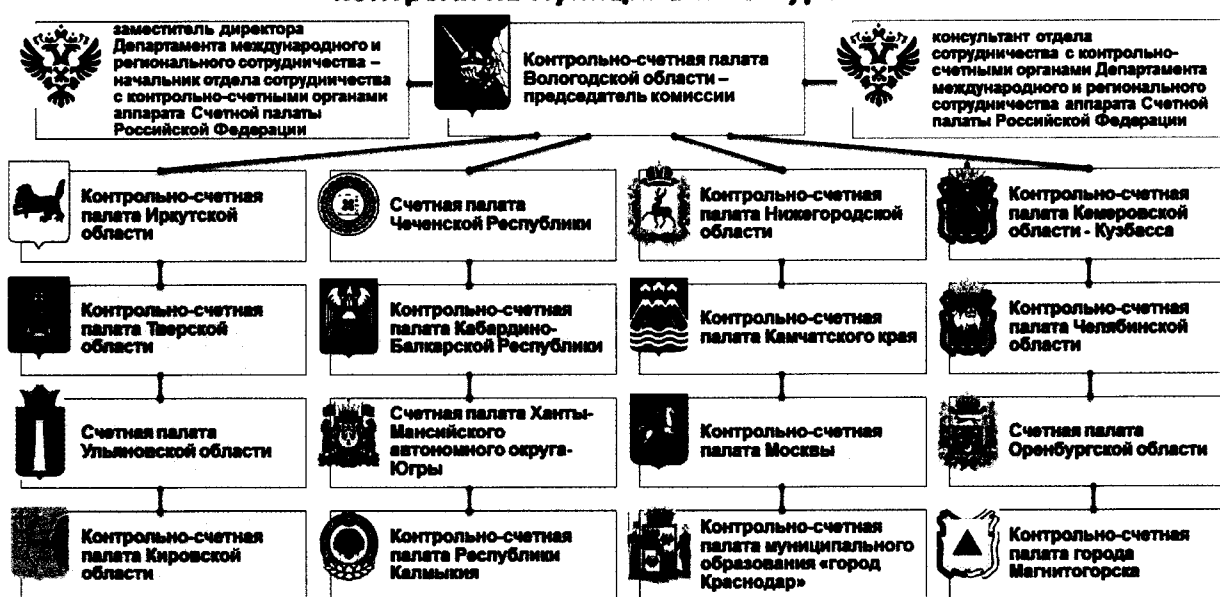 заместитель директора
Департамента международного и
регионального сотрудничества –
начальник отдела сотрудничества
с контрольно-счетными органами
аппарата Счетной палаты
Российской Федерации
Контрольно-счетная палата
Вологодской области –
председатель комиссии
консультант отдела
сотрудничества с контрольно-
счетными органами Департамента
международного и регионального
сотрудничества аппарата Счетной
палаты Российской Федерации
Контрольно-счетная
палата Иркутской
области
Счетная палата
Чеченской Республики
Контрольно-счетная
палата Нижегородской
области
Контрольно-счетная
палата Кемеровской
области - Кузбасса
Контрольно-счетная
палата Тверской
области
Контрольно-счетная
палата Кабардино-
Балкарской Республики
Контрольно-счетная
палата Камчатского края
Контрольно-счетная
палата Челябинской
области
Счетная палата
Ульяновской области
Счетная палата Ханты-
Мансийского
автономного округа-
Югры
Контрольно-счетная
палата Москвы
Счетная палата
Оренбургской области
Контрольно-счетная
палата Кировской
области
Контрольно-счетная
палата Республики
Калмыкия
Контрольно-счетная
палата муниципального
образования «город
Краснодар»
Контрольно-счетная
палата города
Магнитогорска